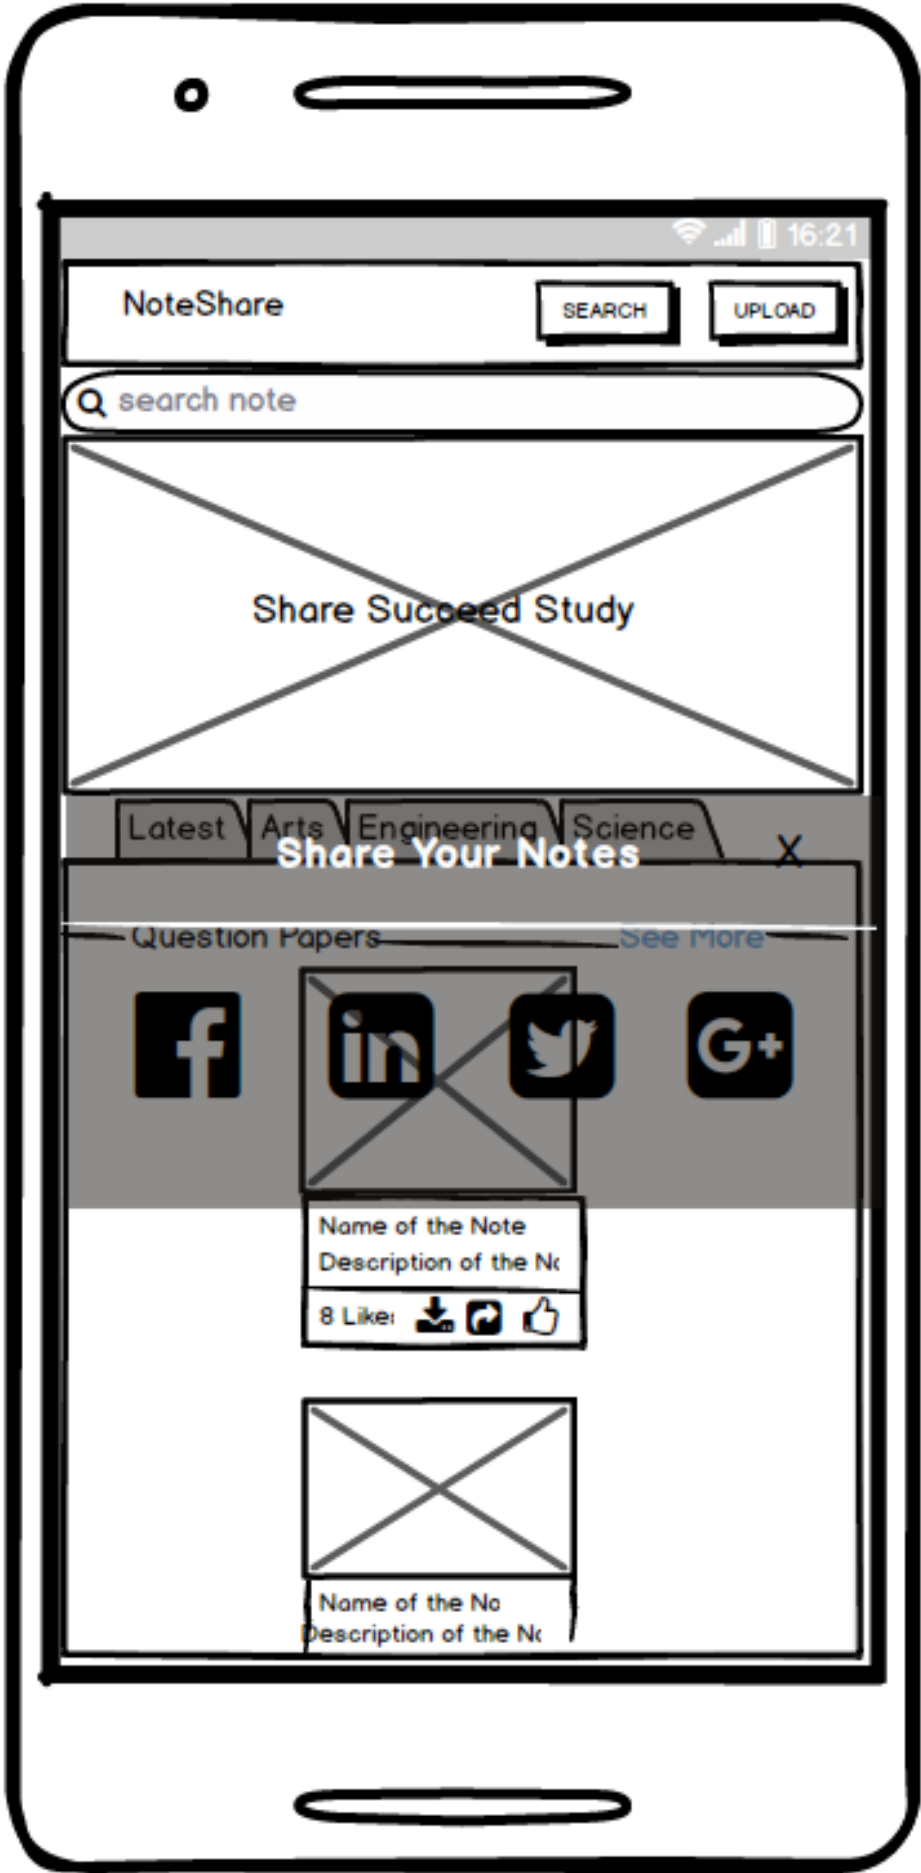 16:21
NoteShare SEARCH UPLOAD
search note
Share Succeed Study
Latest Arts Engineering Science
Share Your Notes X
Question Papers See More
f in G+
Name of the Note
Description of the No
8 Likes
Name of the No
Description of the No